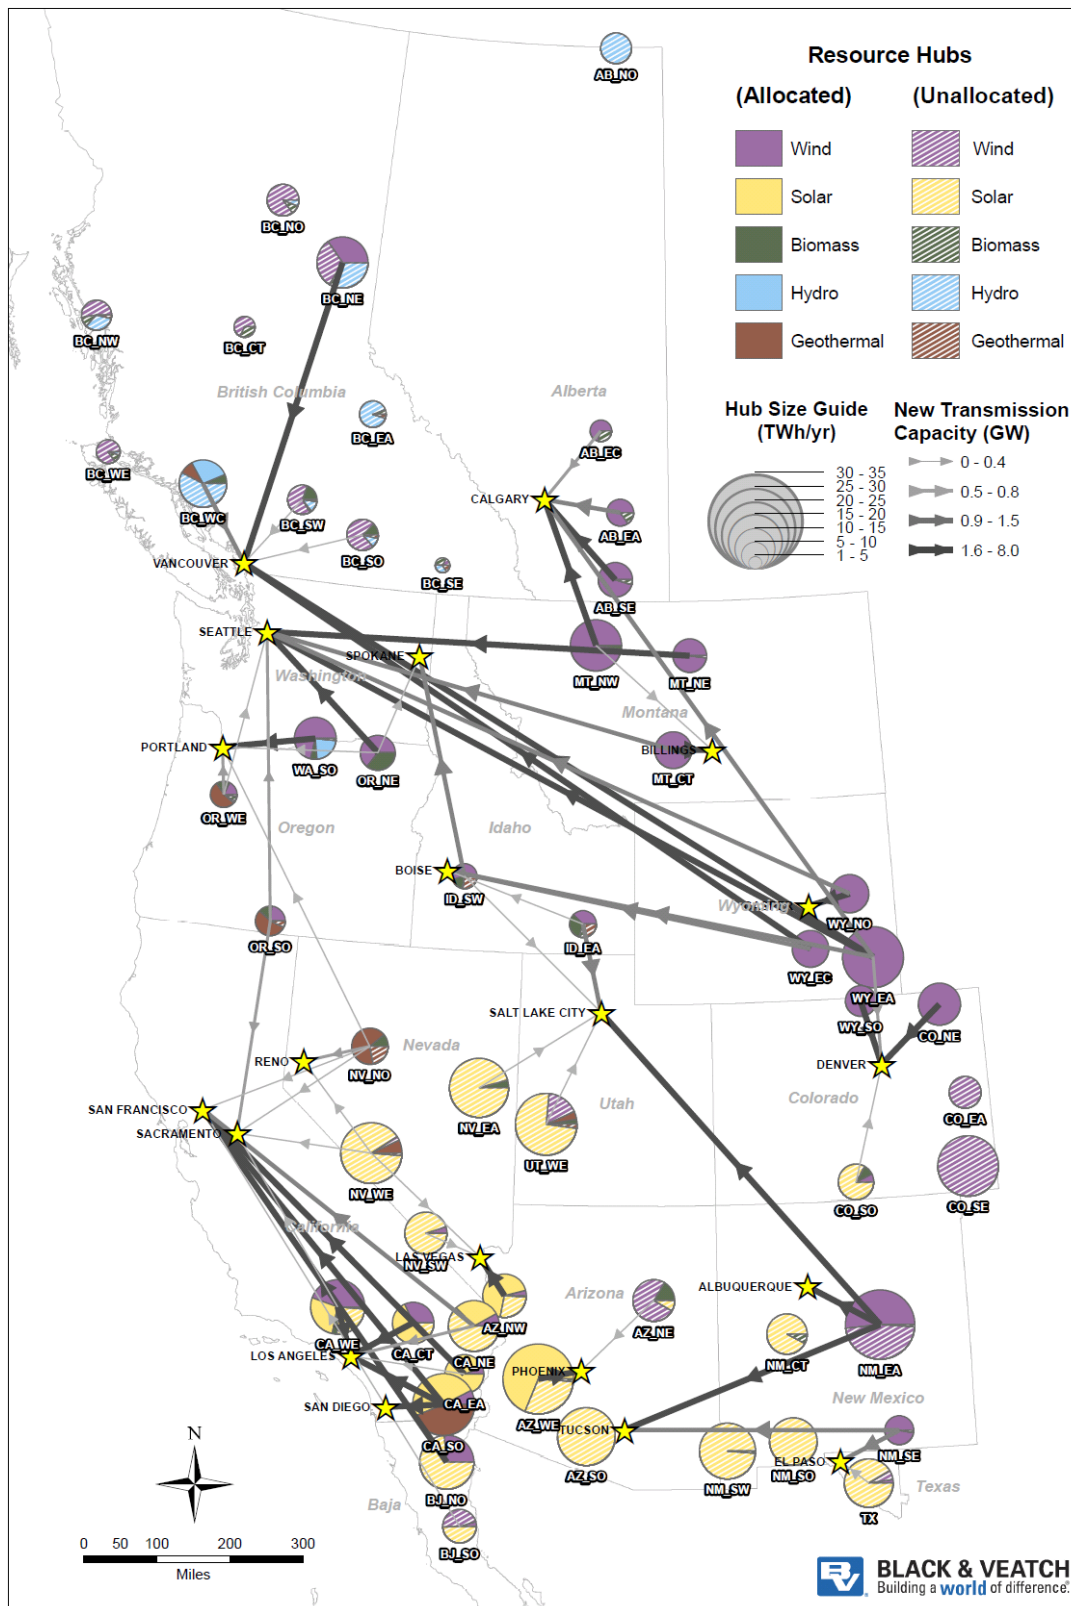 Resource Hubs
(Allocated) (Unallocated)
Wind Wind
Solar Solar
Biomass Biomass
Hydro Hydro
Geothermal Geothermal
Hub Size Guide
(TWh/yr)
30 - 35
25 - 30
20 - 25
15 - 20
10 - 15
5 - 10
1 - 5
New Transmission
Capacity (GW)
0 - 0.4
0.5 - 0.8
0.9 - 1.5
1.6 - 8.0
AB_NO
BC_NO
BC_NE
BC_NW
BC_CT
British Columbia
Alberta
BC_EA
AB_EC
BC_WE
BC_WC
BC_SW
CALGARY
AB_EA
BC_SO
VANCOUVER
BC_SE
AB_SE
SEATTLE
SPOKANE
Washington
MT_NW
MT_NE
Montana
PORTLAND
WA_SO
OR_NE
BILLINGS
MT_CT
OR_WE
Oregon
Idaho
BOISE
ID_SW
Wyoming
WY_NO
OR_SO
ID_EA
WY_EC
WY_EA
SALT LAKE CITY
WY_SO
CO_NE
Nevada
RENO
NV_NO
DENVER
SAN FRANCISCO
SACRAMENTO
NV_EA
Utah
Colorado
CO_EA
UT_WE
NV_WE
CO_SO
CO_SE
California
LAS VEGAS
NV_SW
ALBUQUERQUE
Arizona
AZ_NW
AZ_NE
CA_WE
CA_CT
CA_NE
NM_CT
NM_EA
LOS ANGELES
PHOENIX
New Mexico
SAN DIEGO
CA_EA
AZ_WE
CA_SO
TUCSON
NM_SE
EL PASO
AZ_SO
NM_SW
NM_SO
Texas
BJ_NO
Baja
TX
BJ_SO
N
0 50 100 200 300
Miles
BV
BLACK & VEATCH
Building a world of difference.®